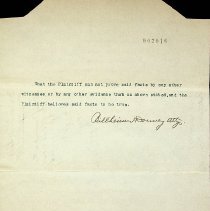 That the Plaintiff can not prove said facts by any other
witnesses or by any other evidence than as above stated, and the
Plaintiff believes said facts to be true.
Atty.